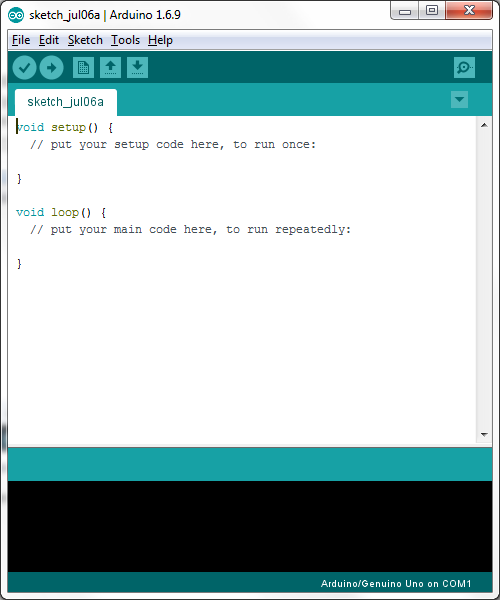 sketch_jul06a | Arduino 1.6.9
File Edit Sketch Tools Help
sketch_jul06a
void setup() {
  // put your setup code here, to run once:
}
void loop() {
  // put your main code here, to run repeatedly:
}
Arduino/Genuino Uno on COM1